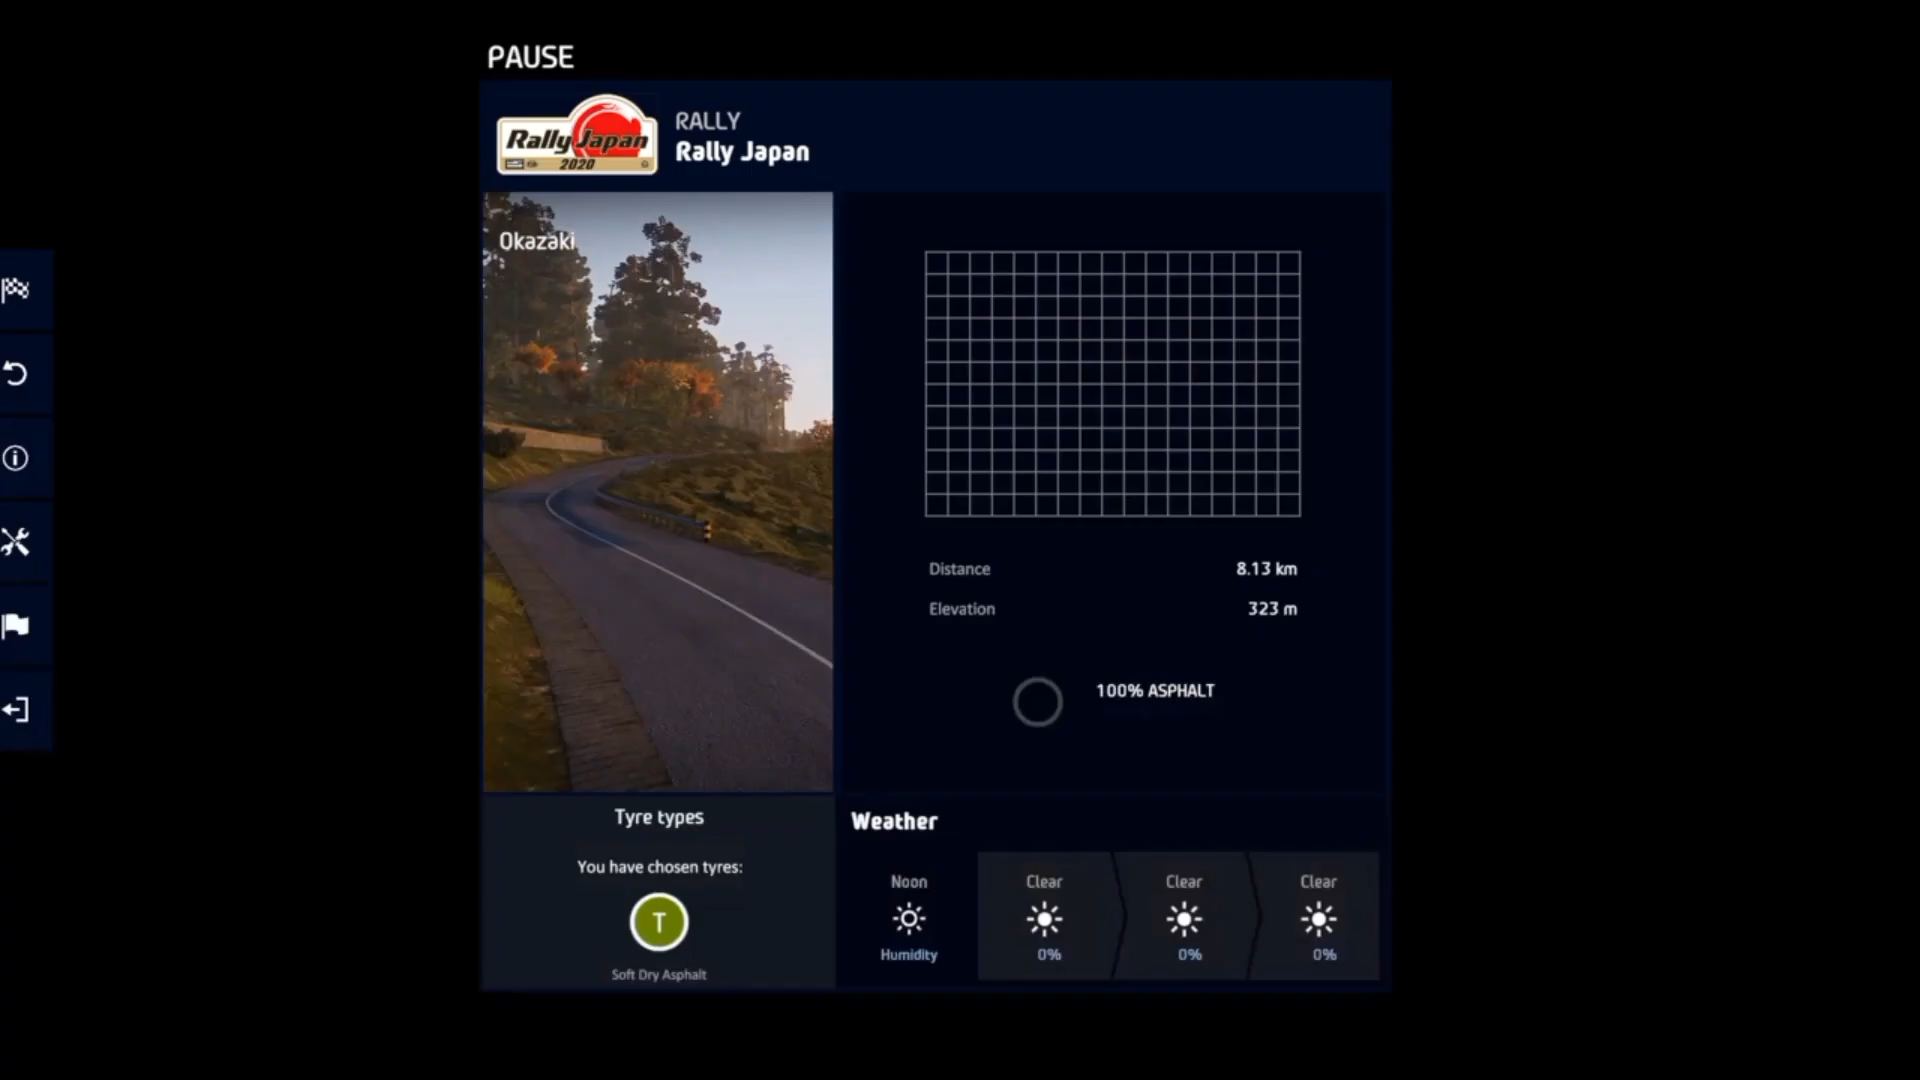 PAUSE
Rally Japan
2020
RALLY
Rally Japan
Okazaki
Distance 8.13 km
Elevation 323 m
100% ASPHALT
Tyre types
You have chosen tyres:
T
Soft Dry Asphalt
Weather
Noon Clear Clear Clear
Humidity 0% 0% 0%